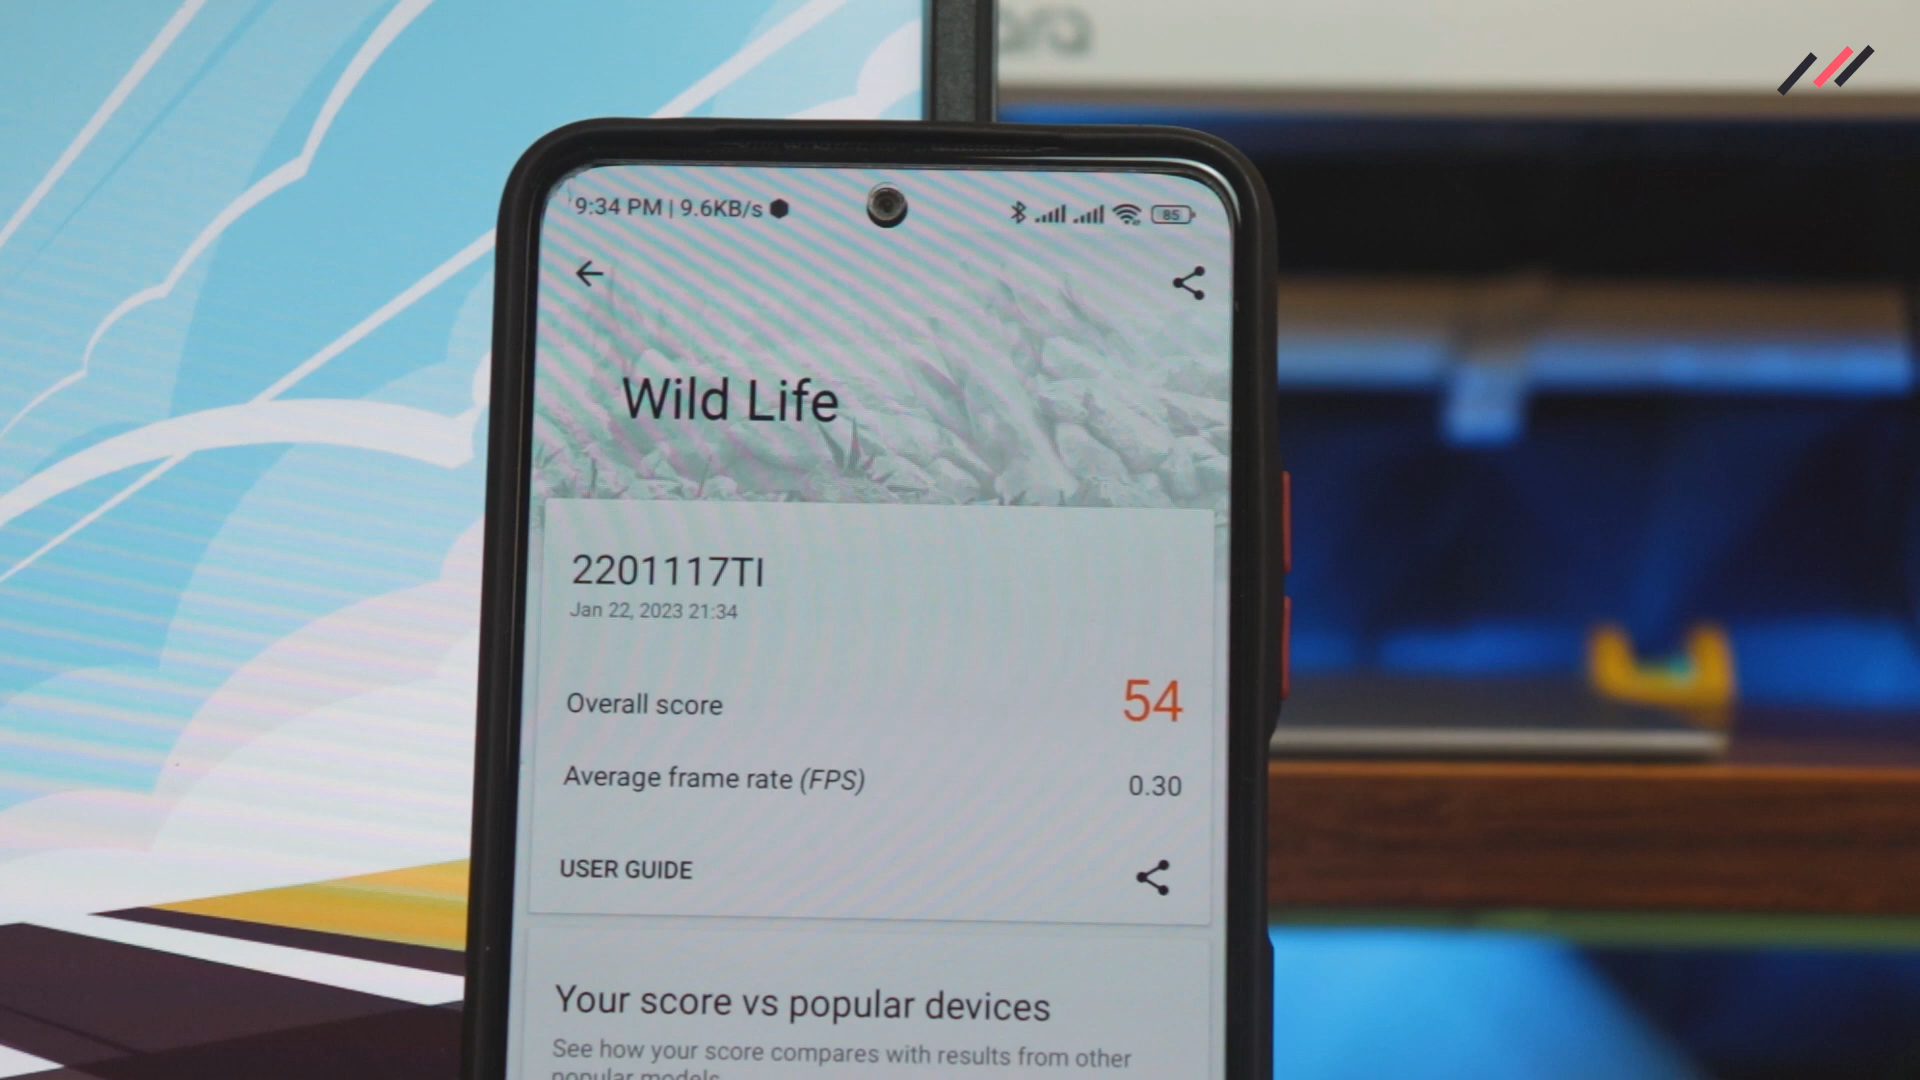 9:34 PM | 9.6KB/s
85
Wild Life
2201117TI
Jan 22, 2023 21:34
Overall score
54
Average frame rate (FPS)
0.30
USER GUIDE
Your score vs popular devices
See how your score compares with results from other
popular models